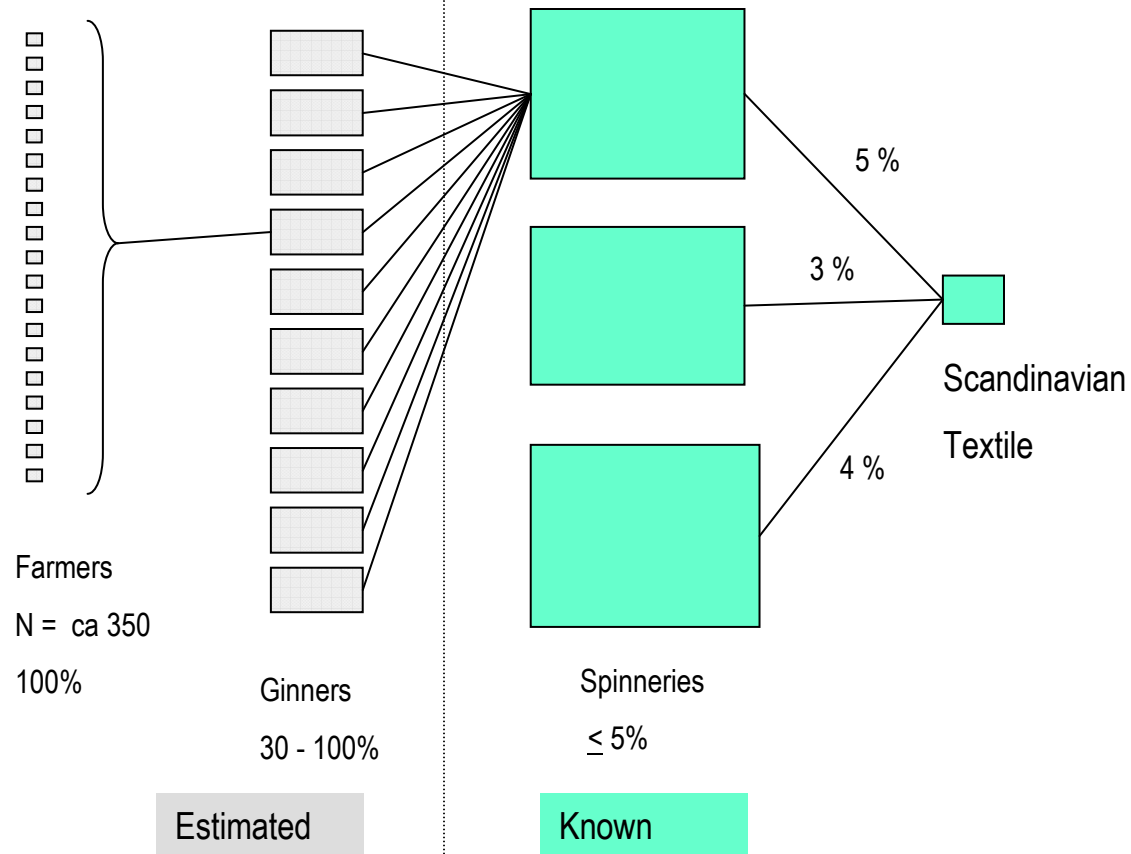 5 %
3 %
4 %
Scandinavian
Textile
Farmers
N = ca 350
100%
Ginners
30 - 100%
Spinneries
≤ 5%
Estimated
Known